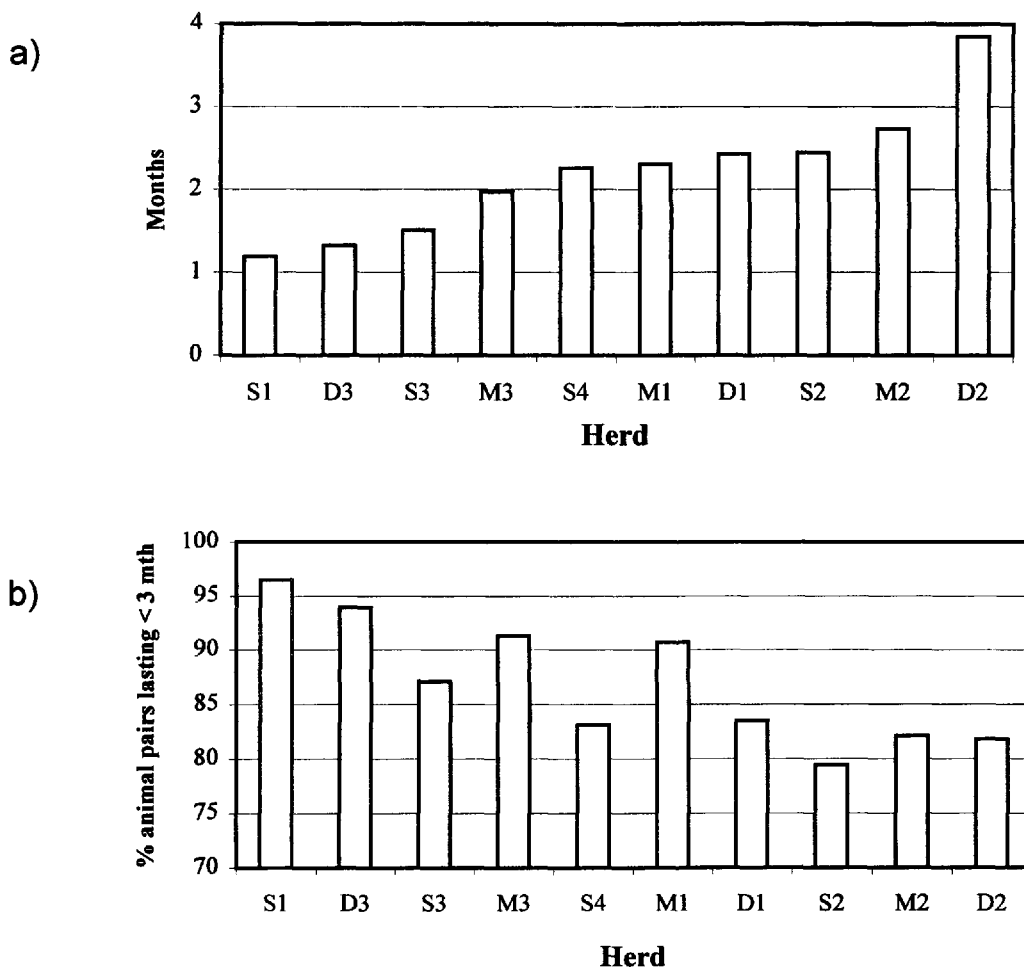 a)
Months
4
3
2
1
0
S1 D3 S3 M3 S4 M1 D1 S2 M2 D2
Herd
b)
% animal pairs lasting < 3 mth
100
95
90
85
80
75
70
S1 D3 S3 M3 S4 M1 D1 S2 M2 D2
Herd